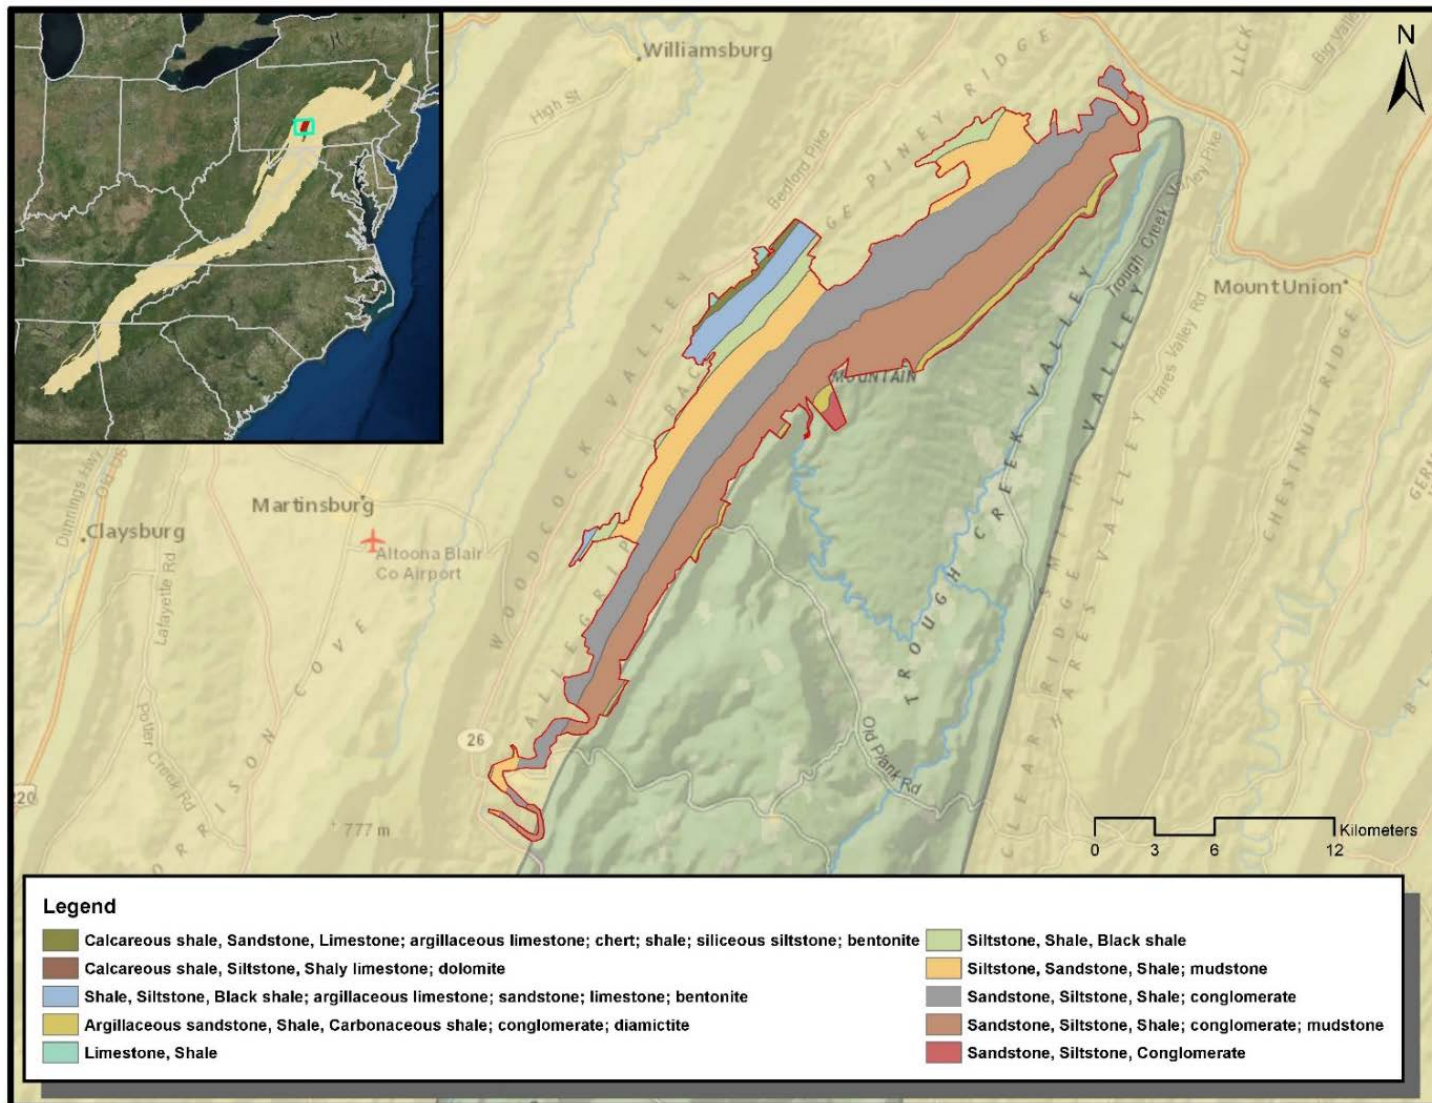 Williamsburg
High St
Bedford Pike
PINEY RIDGE
LICK
Big Valley
N
Valley Pike
Trough Creek V
Mount Union
WOODCOCK VALLEY
MOUNTAIN
TROUGH CREEK VALLEY
SMITH VALLEY
HARES VALLEY
Hares Valley Rd
CHESTNUT RIDGE
CLEAR RIDGE
Dunnings Hwy
Martinsburg
Claysburg
Altoona Blair
Co Airport
Lafayette Rd
ALLEGRIP
26
Old Plank Rd
Potter Creek Rd
MORRISON COVE
220
777 m
Kilometers
0 3 6 12
Legend
Calcareous shale, Sandstone, Limestone; argillaceous limestone; chert; shale; siliceous siltstone; bentonite
Calcareous shale, Siltstone, Shaly limestone; dolomite
Shale, Siltstone, Black shale; argillaceous limestone; sandstone; limestone; bentonite
Argillaceous sandstone, Shale, Carbonaceous shale; conglomerate; diamictite
Limestone, Shale
Siltstone, Shale, Black shale
Siltstone, Sandstone, Shale; mudstone
Sandstone, Siltstone, Shale; conglomerate
Sandstone, Siltstone, Shale; conglomerate; mudstone
Sandstone, Siltstone, Conglomerate